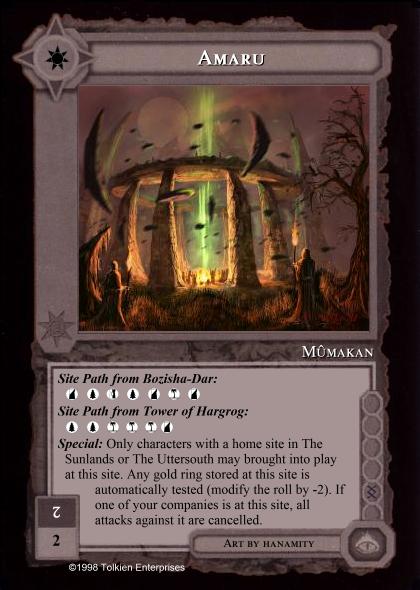 AMARU
MÛMAKAN
Site Path from Bozisha-Dar:
Site Path from Tower of Hargrog:
Special: Only characters with a home site in The
Sunlands or The Uttersouth may brought into play
at this site. Any gold ring stored at this site is
automatically tested (modify the roll by -2). If
one of your companies is at this site, all
attacks against it are cancelled.
2
2
ART BY HANAMITY
©1998 Tolkien Enterprises